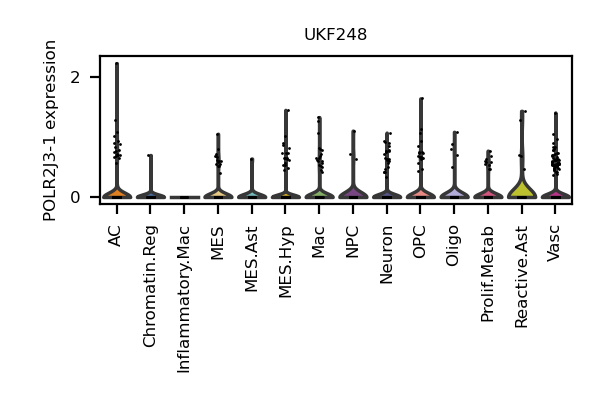 UKF248
POLR2J3-1 expression
2
0
AC
Chromatin.Reg
Inflammatory.Mac
MES
MES.Ast
MES.Hyp
Mac
NPC
Neuron
OPC
Oligo
Prolif.Metab
Reactive.Ast
Vasc